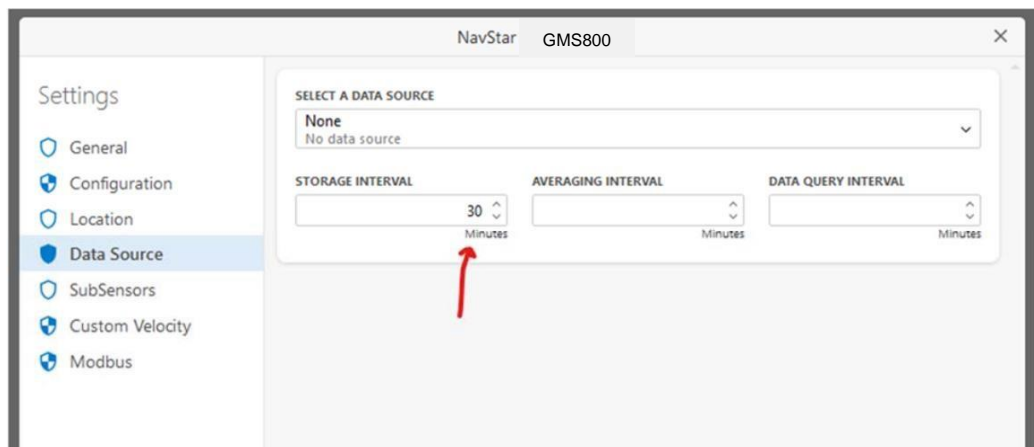 NavStar GMS800
Settings
General
Configuration
Location
Data Source
SubSensors
Custom Velocity
Modbus
SELECT A DATA SOURCE
None
No data source
STORAGE INTERVAL
30
Minutes
AVERAGING INTERVAL
Minutes
DATA QUERY INTERVAL
Minutes